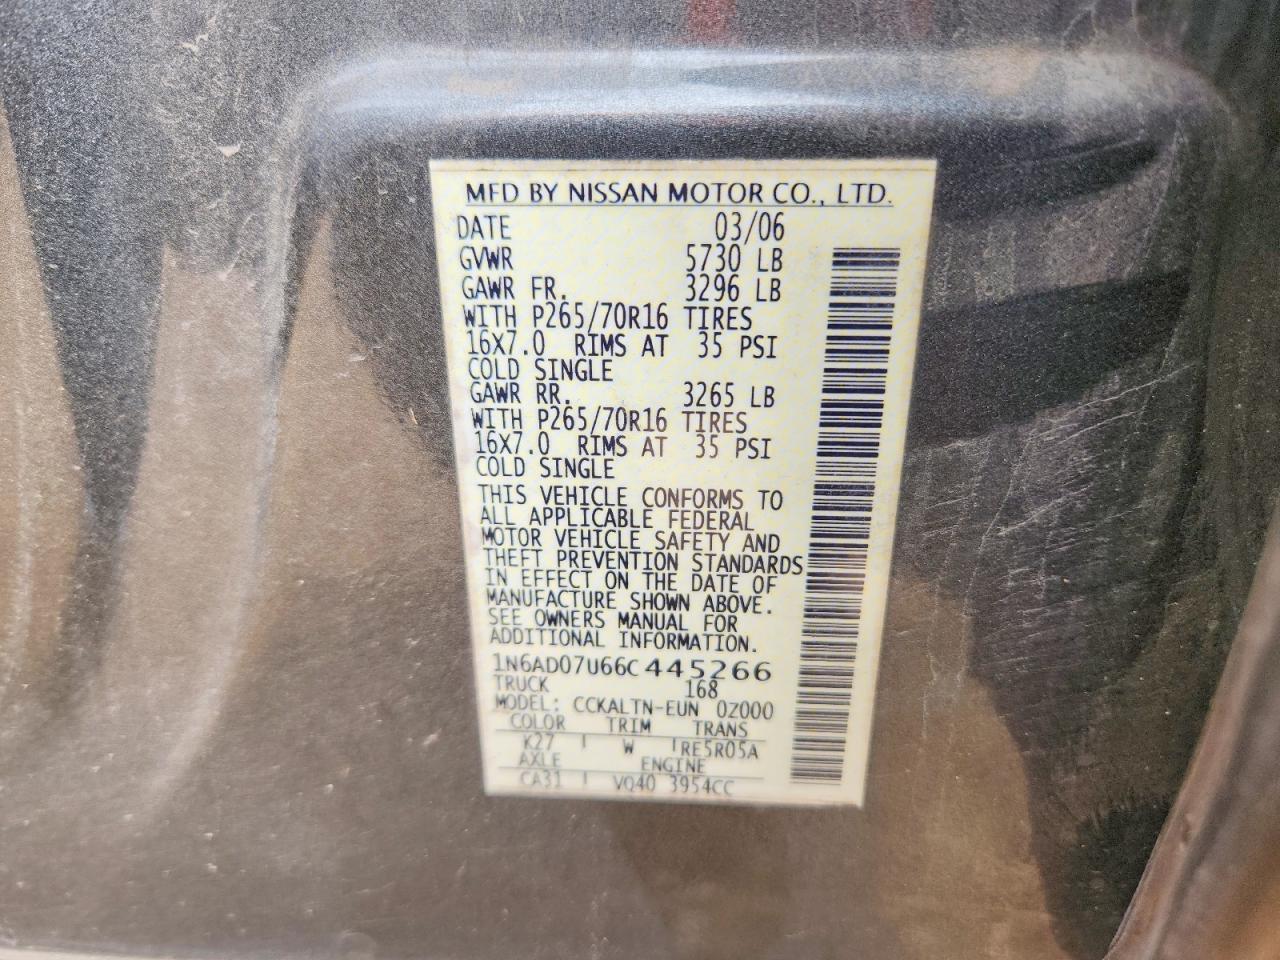 MFD BY NISSAN MOTOR CO., LTD.
DATE 03/06
GVWR 5730 LB
GAWR FR. 3296 LB
WITH P265/70R16 TIRES
16X7.0 RIMS AT 35 PSI
COLD SINGLE
GAWR RR. 3265 LB
WITH P265/70R16 TIRES
16X7.0 RIMS AT 35 PSI
COLD SINGLE
THIS VEHICLE CONFORMS TO
ALL APPLICABLE FEDERAL
MOTOR VEHICLE SAFETY AND
THEFT PREVENTION STANDARDS
IN EFFECT ON THE DATE OF
MANUFACTURE SHOWN ABOVE.
SEE OWNERS MANUAL FOR
ADDITIONAL INFORMATION.
1N6AD07U66C445266
TRUCK 168
MODEL: CCKALTN-EUN 0Z000
COLOR TRIM TRANS
K27 W RE5R05A
AXLE ENGINE
CA31 VQ40 3954CC